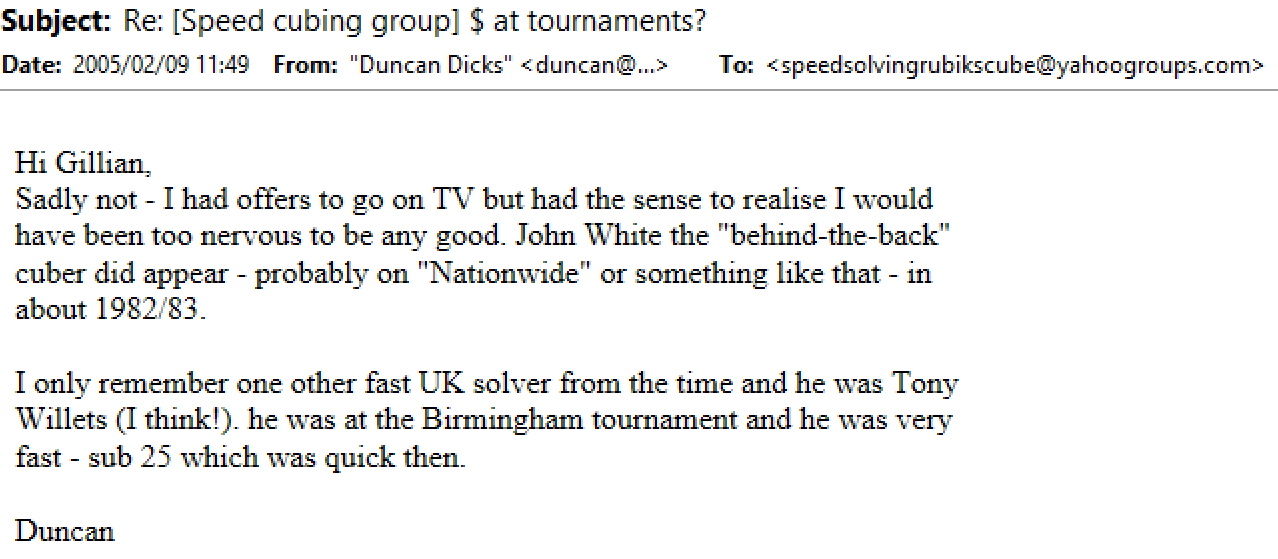 Subject: Re: [Speed cubing group] $ at tournaments?
Date: 2005/02/09 11:49 From: "Duncan Dicks" <duncan@...> To: <speedsolvingrubikscube@yahoogroups.com>
Hi Gillian,
Sadly not - I had offers to go on TV but had the sense to realise I would
have been too nervous to be any good. John White the "behind-the-back"
cuber did appear - probably on "Nationwide" or something like that - in
about 1982/83.
I only remember one other fast UK solver from the time and he was Tony
Willets (I think!). he was at the Birmingham tournament and he was very
fast - sub 25 which was quick then.
Duncan